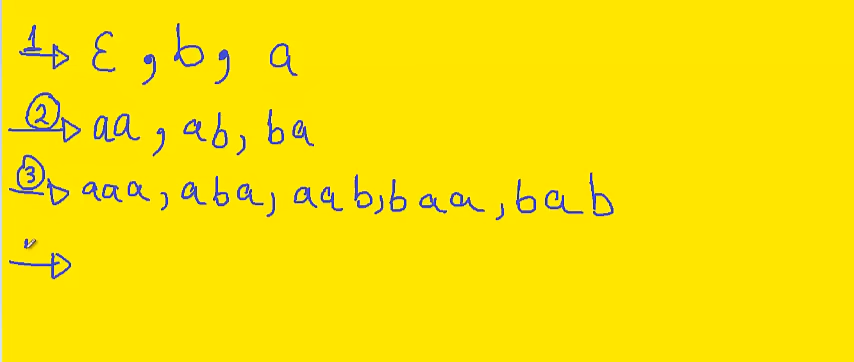 1→ ε, b, a
②→ aa, ab, ba
③→ aaa, aba, aab, baa, bab
→